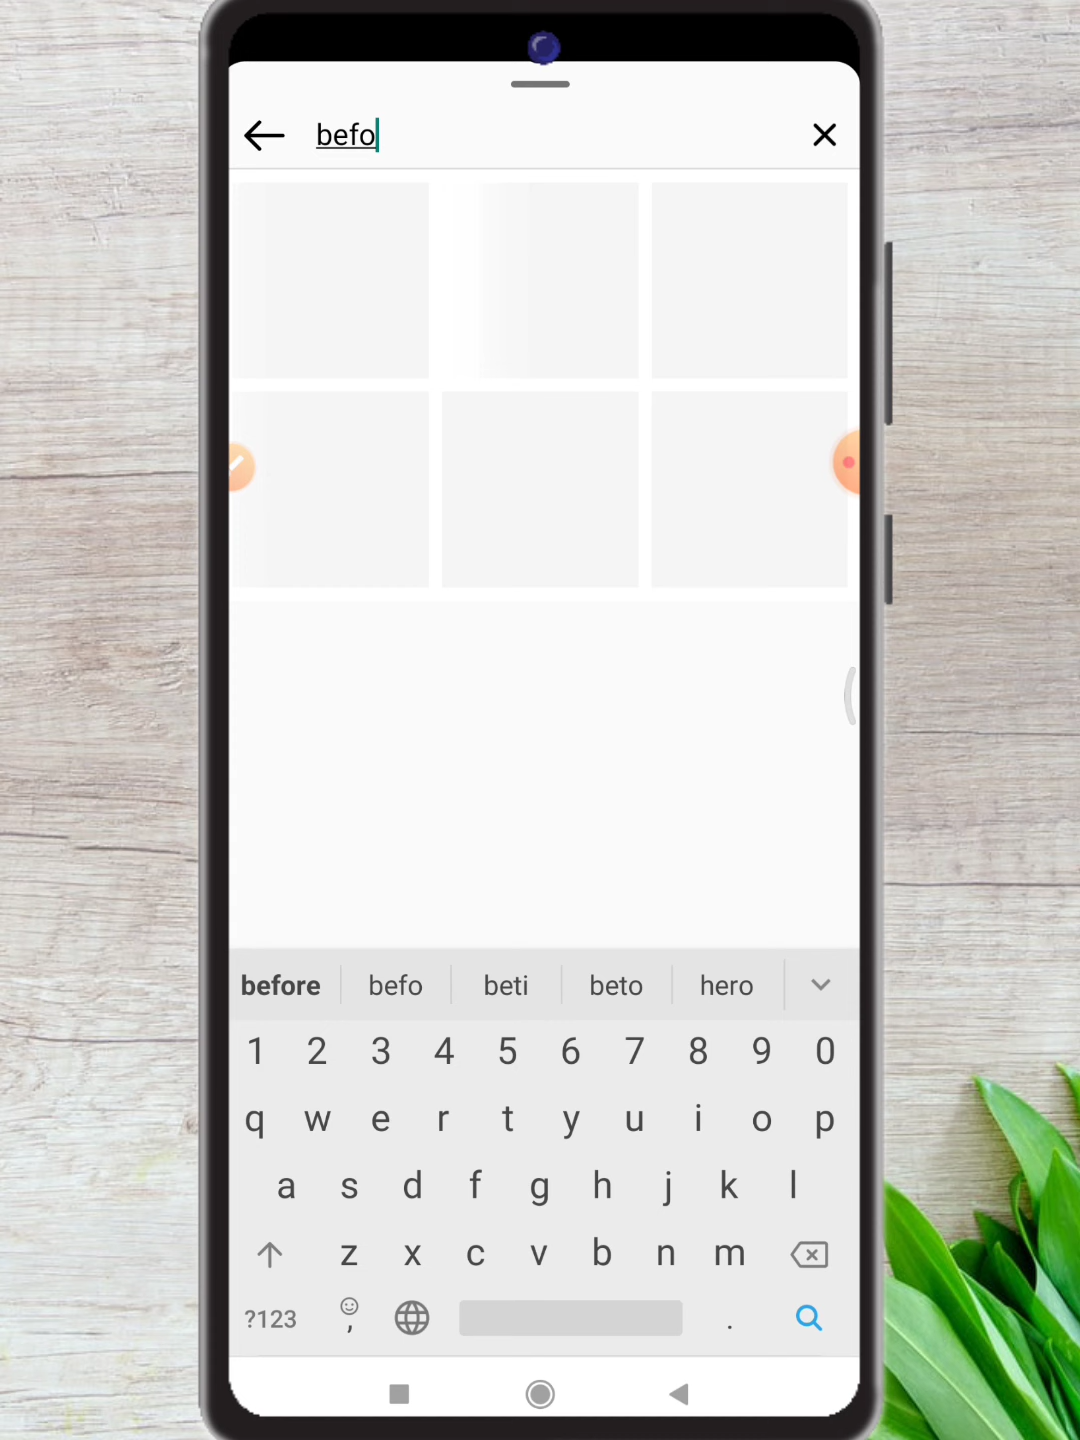 befo
before befo beti beto hero
1 2 3 4 5 6 7 8 9 0
q w e r t y u i o p
a s d f g h j k l
z x c v b n m
?123 , .